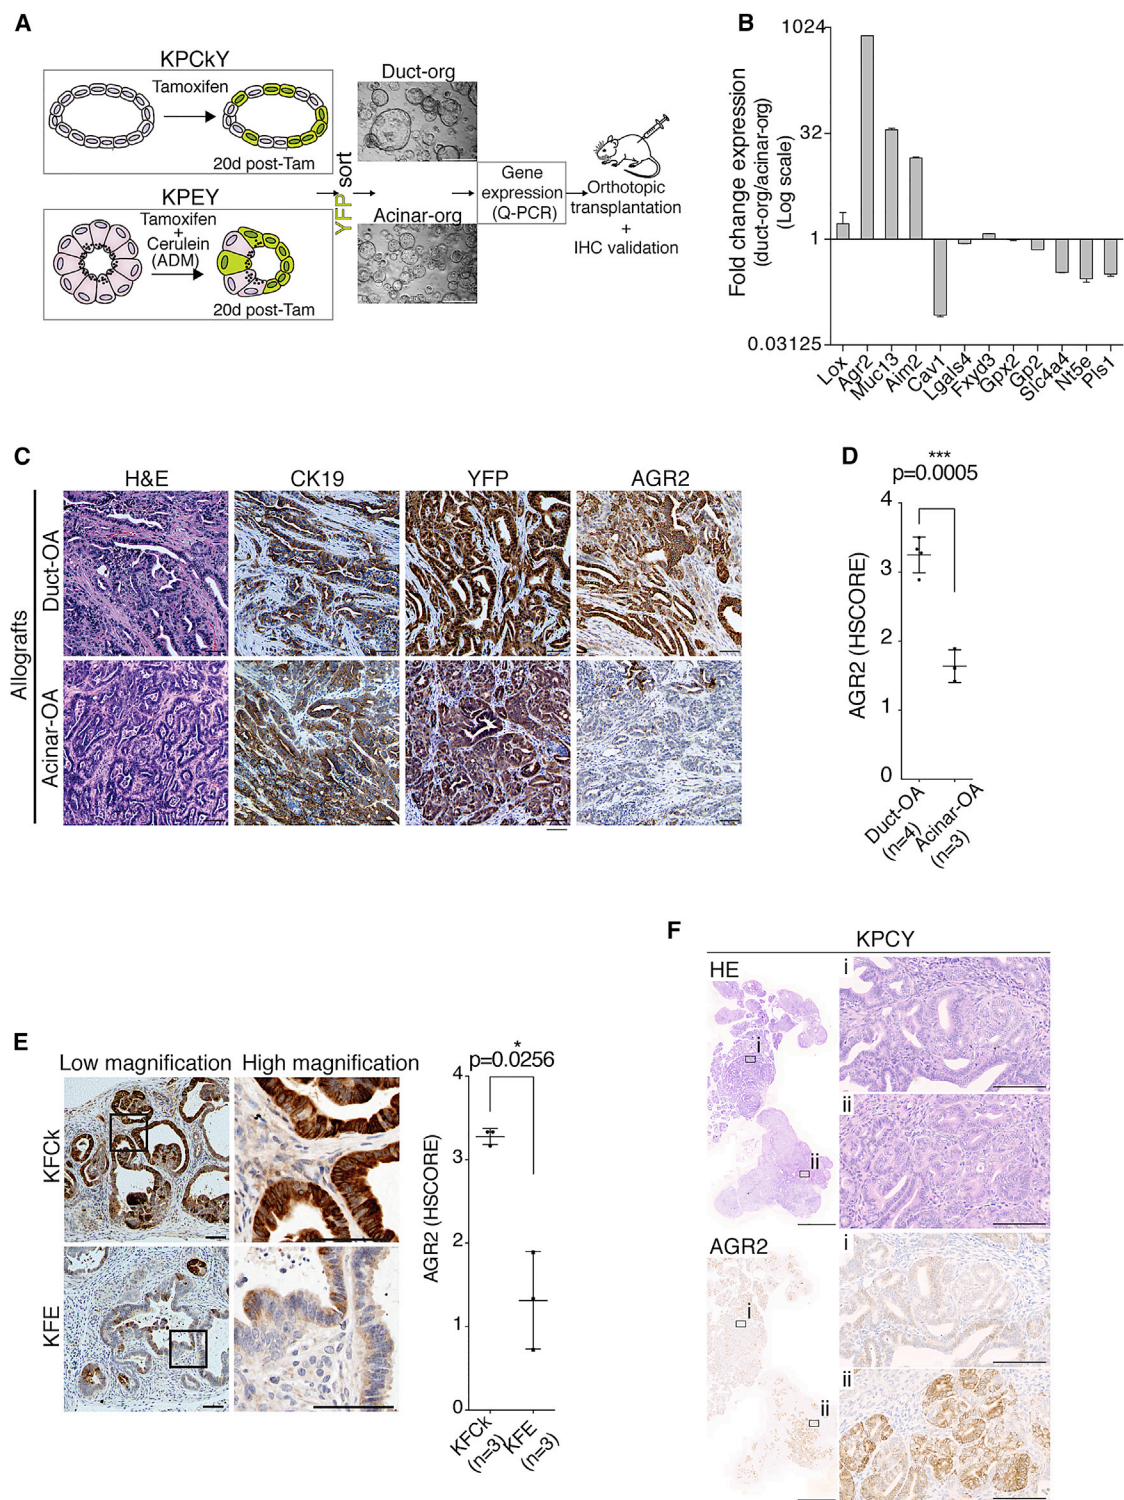 A
KPCkY
Tamoxifen
20d post-Tam
KPEY
Tamoxifen
+
Cerulein
(ADM)
20d post-Tam
YFP sort
Duct-org
Acinar-org
Gene
expression
(Q-PCR)
Orthotopic
transplantation
+
IHC validation
B
Fold change expression
(duct-org/acinar-org)
(Log scale)
1024
32
1
0.03125
Lox
Agr2
Muc13
Aim2
Cav1
Lgals4
Fxyd3
Gpx2
Gp2
Slc4a4
Nt5e
Pls1
C
H&E
CK19
YFP
AGR2
Allografts
Duct-OA
Acinar-OA
D
***
p=0.0005
AGR2 (HSCORE)
4
3
2
1
0
Duct-OA
(n=4)
Acinar-OA
(n=3)
E
Low magnification
High magnification
KFCk
KFE
*
p=0.0256
AGR2 (HSCORE)
4
3
2
1
0
KFCk
(n=3)
KFE
(n=3)
F
KPCY
HE
i
ii
i
ii
AGR2
i
ii
i
ii